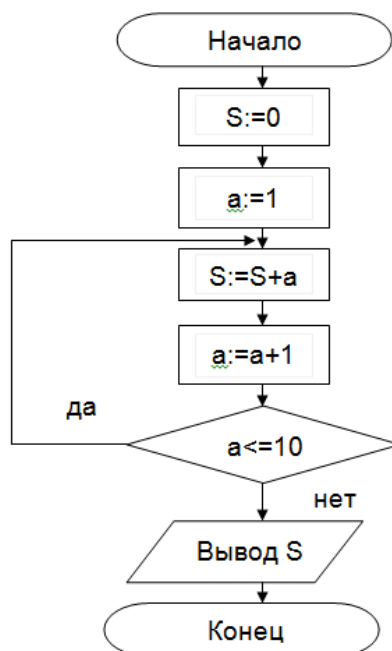 Начало
S:=0
a:=1
S:=S+a
a:=a+1
да
a<=10
нет
Вывод S
Конец